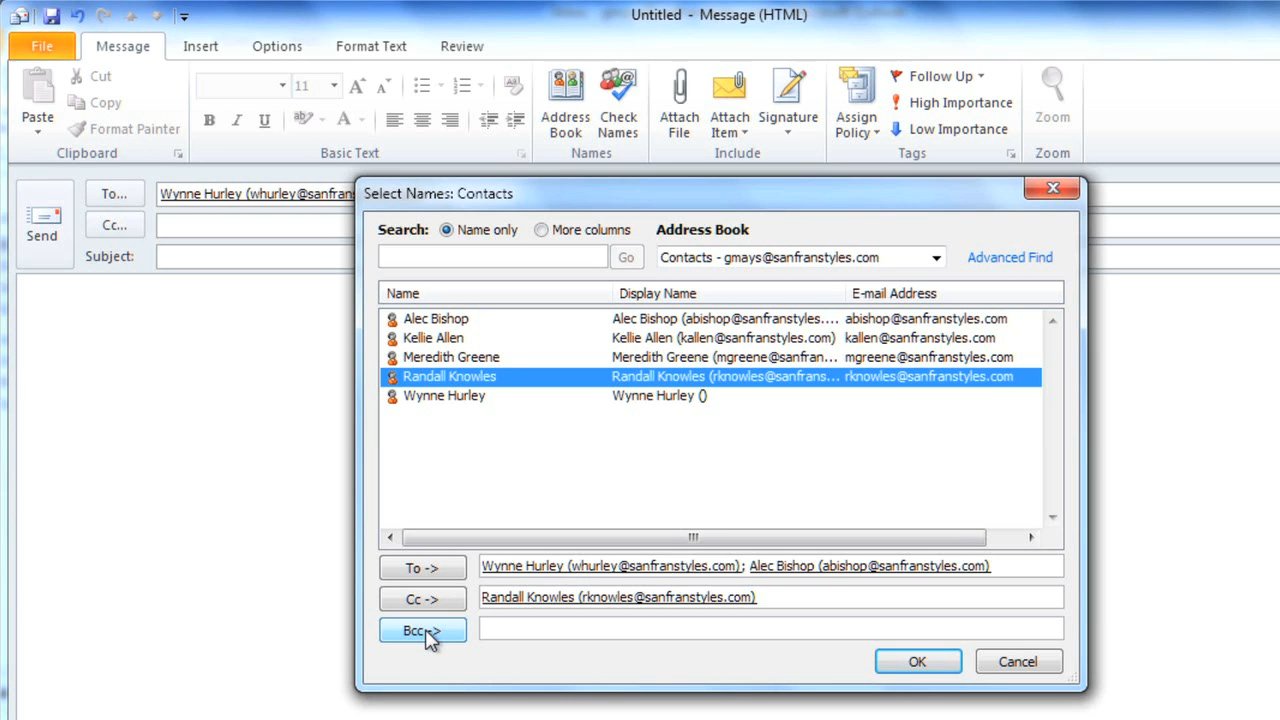 Untitled - Message (HTML)
File Message Insert Options Format Text Review
Paste Cut Copy Format Painter
11
B I U ab A
Address Book Check Names
Attach File Attach Item Signature
Assign Policy Follow Up High Importance Low Importance
Zoom
Clipboard Basic Text Names Include Tags Zoom
Send
To... Wynne Hurley (whurley@sanfrans
Cc...
Subject:
Select Names: Contacts
Search: Name only More columns Address Book
Go Contacts - gmays@sanfranstyles.com Advanced Find
Name Display Name E-mail Address
Alec Bishop Alec Bishop (abishop@sanfranstyles.... abishop@sanfranstyles.com
Kellie Allen Kellie Allen (kallen@sanfranstyles.com) kallen@sanfranstyles.com
Meredith Greene Meredith Greene (mgreene@sanfran... mgreene@sanfranstyles.com
Randall Knowles Randall Knowles (rknowles@sanfrans... rknowles@sanfranstyles.com
Wynne Hurley Wynne Hurley ()
To -> Wynne Hurley (whurley@sanfranstyles.com); Alec Bishop (abishop@sanfranstyles.com)
Cc -> Randall Knowles (rknowles@sanfranstyles.com)
Bcc ->
OK Cancel